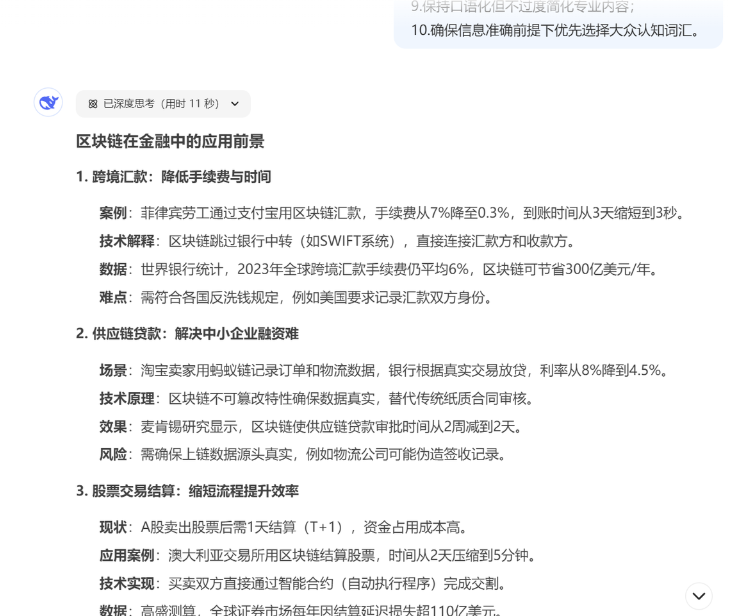 9.保持口语化但不过度简化专业内容；
10.确保信息准确前提下优先选择大众认知词汇。
已深度思考（用时 11 秒）
区块链在金融中的应用前景
1. 跨境汇款：降低手续费与时间
案例：菲律宾劳工通过支付宝用区块链汇款，手续费从7%降至0.3%，到账时间从3天缩短到3秒。
技术解释：区块链跳过银行中转（如SWIFT系统），直接连接汇款方和收款方。
数据：世界银行统计，2023年全球跨境汇款手续费仍平均6%，区块链可节省300亿美元/年。
难点：需符合各国反洗钱规定，例如美国要求记录汇款双方身份。
2. 供应链贷款：解决中小企业融资难
场景：淘宝卖家用蚂蚁链记录订单和物流数据，银行根据真实交易放贷，利率从8%降到4.5%。
技术原理：区块链不可篡改特性确保数据真实，替代传统纸质合同审核。
效果：麦肯锡研究显示，区块链使供应链贷款审批时间从2周减到2天。
风险：需确保上链数据源头真实，例如物流公司可能伪造签收记录。
3. 股票交易结算：缩短流程提升效率
现状：A股卖出股票后需1天结算（T+1），资金占用成本高。
应用案例：澳大利亚交易所用区块链结算股票，时间从2天压缩到5分钟。
技术实现：买卖双方直接通过智能合约（自动执行程序）完成交割。
数据：高盛测算，全球证券市场每年因结算延迟损失超110亿美元。